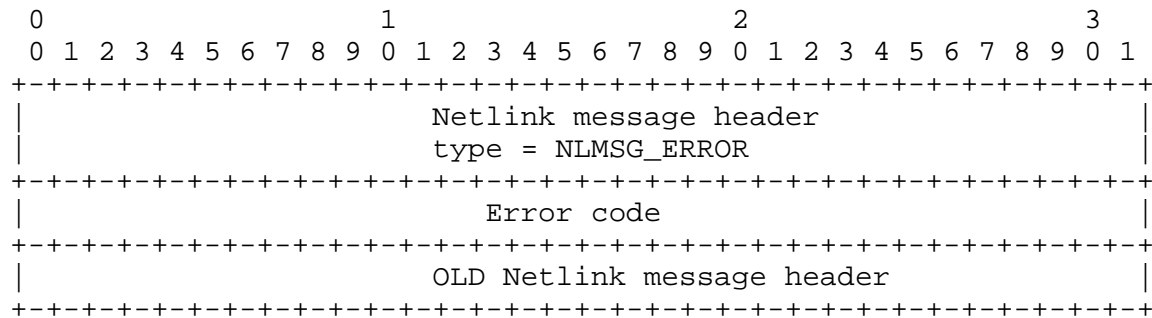 0                   1                   2                   3
 0 1 2 3 4 5 6 7 8 9 0 1 2 3 4 5 6 7 8 9 0 1 2 3 4 5 6 7 8 9 0 1
+-+-+-+-+-+-+-+-+-+-+-+-+-+-+-+-+-+-+-+-+-+-+-+-+-+-+-+-+-+-+-+-+
|                       Netlink message header                  |
|                       type = NLMSG_ERROR                      |
+-+-+-+-+-+-+-+-+-+-+-+-+-+-+-+-+-+-+-+-+-+-+-+-+-+-+-+-+-+-+-+-+
|                          Error code                           |
+-+-+-+-+-+-+-+-+-+-+-+-+-+-+-+-+-+-+-+-+-+-+-+-+-+-+-+-+-+-+-+-+
|                       OLD Netlink message header              |
+-+-+-+-+-+-+-+-+-+-+-+-+-+-+-+-+-+-+-+-+-+-+-+-+-+-+-+-+-+-+-+-+